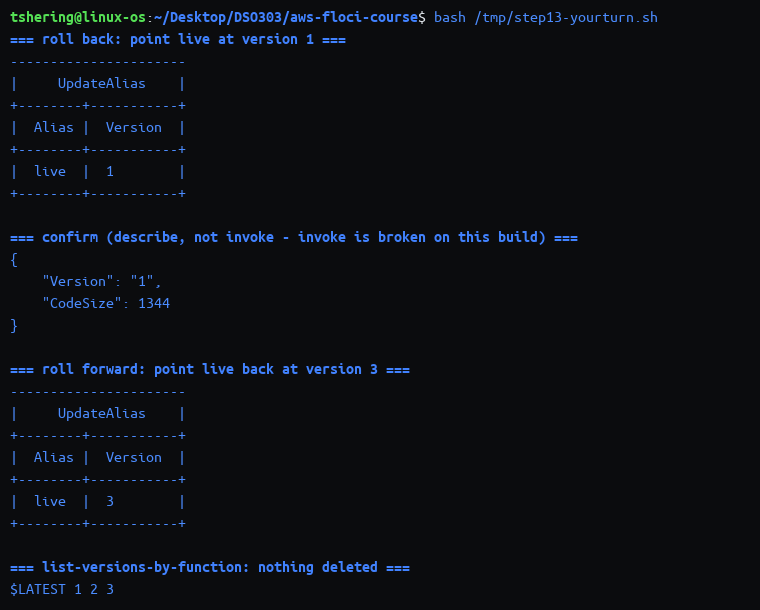 tshering@linux-os:~/Desktop/DSO303/aws-floci-course$ bash /tmp/step13-yourturn.sh
=== roll back: point live at version 1 ===
----------------------
|     UpdateAlias    |
+--------+-----------+
|  Alias |  Version  |
+--------+-----------+
|  live  |  1        |
+--------+-----------+

=== confirm (describe, not invoke - invoke is broken on this build) ===
{
    "Version": "1",
    "CodeSize": 1344
}

=== roll forward: point live back at version 3 ===
----------------------
|     UpdateAlias    |
+--------+-----------+
|  Alias |  Version  |
+--------+-----------+
|  live  |  3        |
+--------+-----------+

=== list-versions-by-function: nothing deleted ===
$LATEST 1 2 3